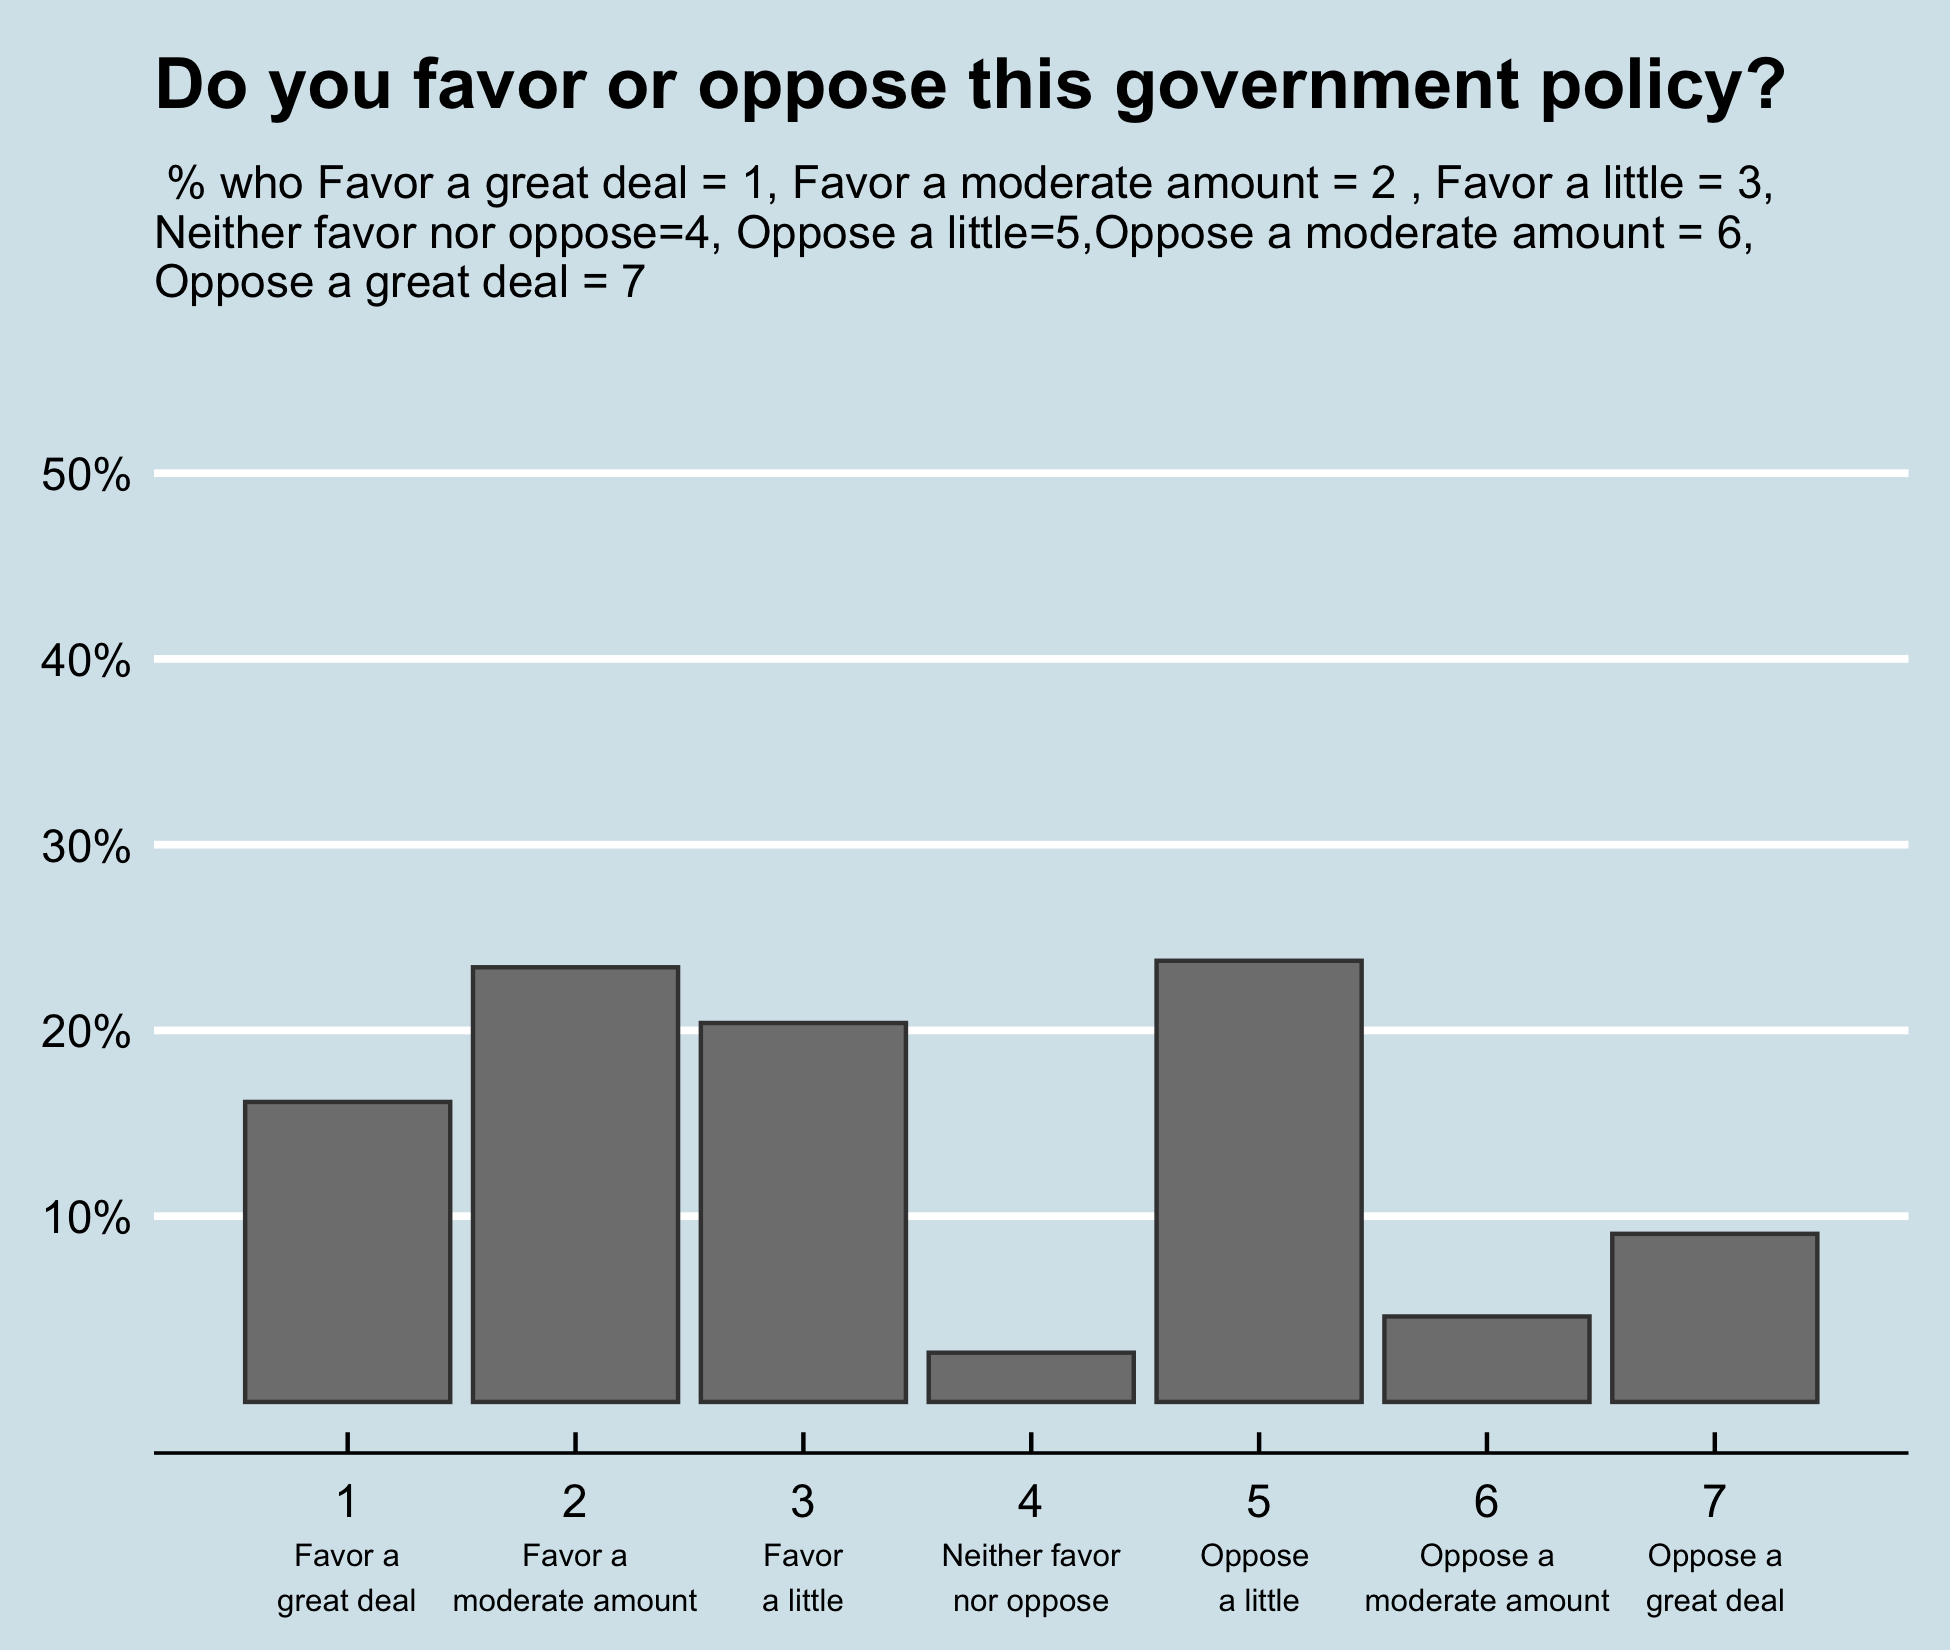 Do you favor or oppose this government policy?
% who Favor a great deal = 1, Favor a moderate amount = 2 , Favor a little = 3,
Neither favor nor oppose=4, Oppose a little=5,Oppose a moderate amount = 6,
Oppose a great deal = 7
50%
40%
30%
20%
10%
1 2 3 4 5 6 7
Favor a Favor a Favor Neither favor Oppose Oppose a Oppose a
great deal moderate amount a little nor oppose a little moderate amount great deal